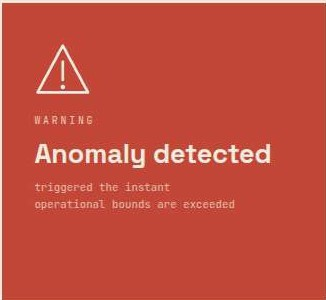 WARNING
Anomaly detected
triggered the instant
operational bounds are exceeded